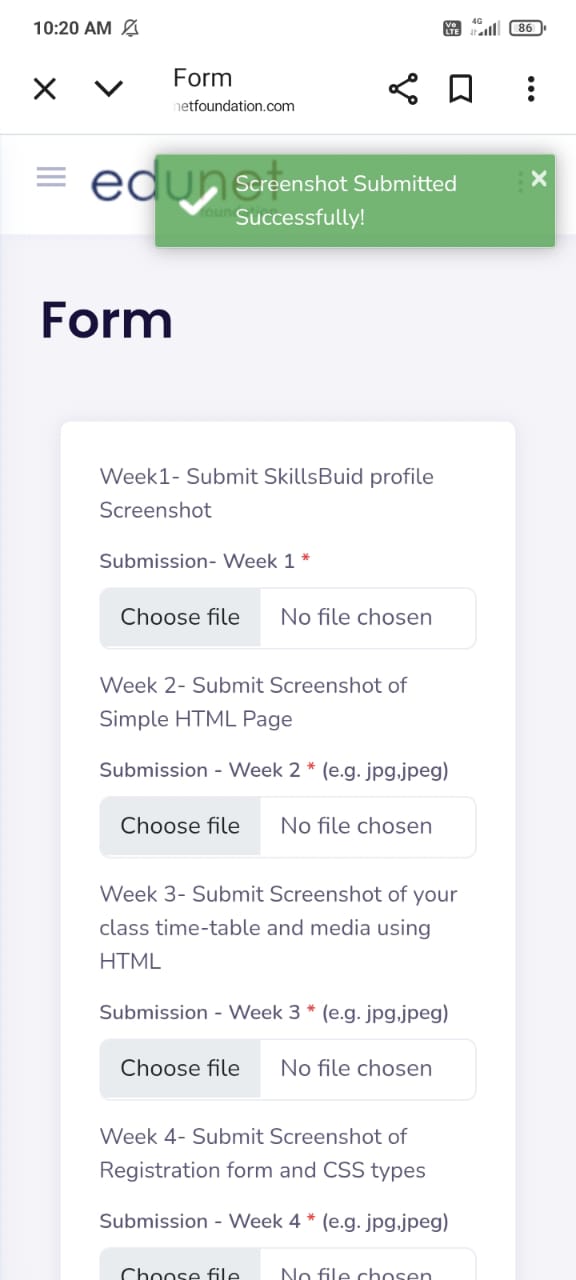 10:20 AM
Vo LTE 4G 86
Form
netfoundation.com
edunet
foundation
Screenshot Submitted
Successfully!
Form
Week1- Submit SkillsBuid profile
Screenshot
Submission- Week 1 *
Choose file No file chosen
Week 2- Submit Screenshot of
Simple HTML Page
Submission - Week 2 * (e.g. jpg,jpeg)
Choose file No file chosen
Week 3- Submit Screenshot of your
class time-table and media using
HTML
Submission - Week 3 * (e.g. jpg,jpeg)
Choose file No file chosen
Week 4- Submit Screenshot of
Registration form and CSS types
Submission - Week 4 * (e.g. jpg,jpeg)
Choose file No file chosen